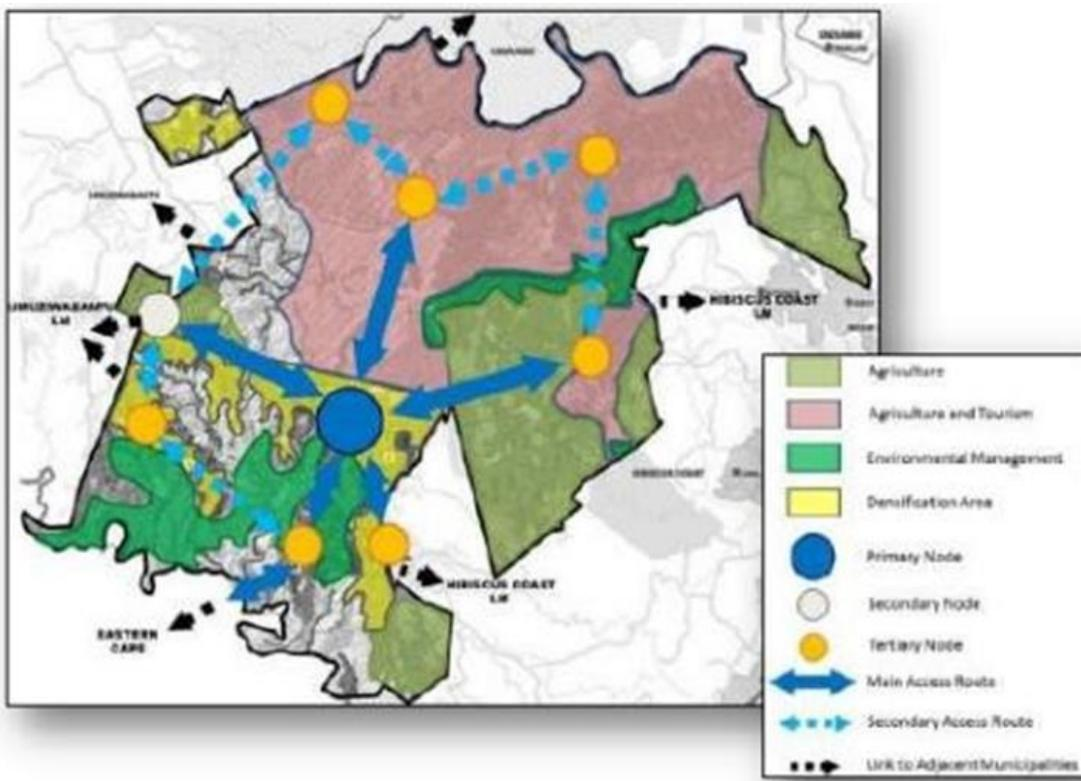 HIBISCUS COAST
LM
HIBISCUS COAST
LM
EASTERN
CAPE
Agriculture
Agriculture and Tourism
Environmental Management
Densification Area
Primary Node
Secondary Node
Tertiary Node
Main Access Route
Secondary Access Route
Link to Adjacent Municipalities